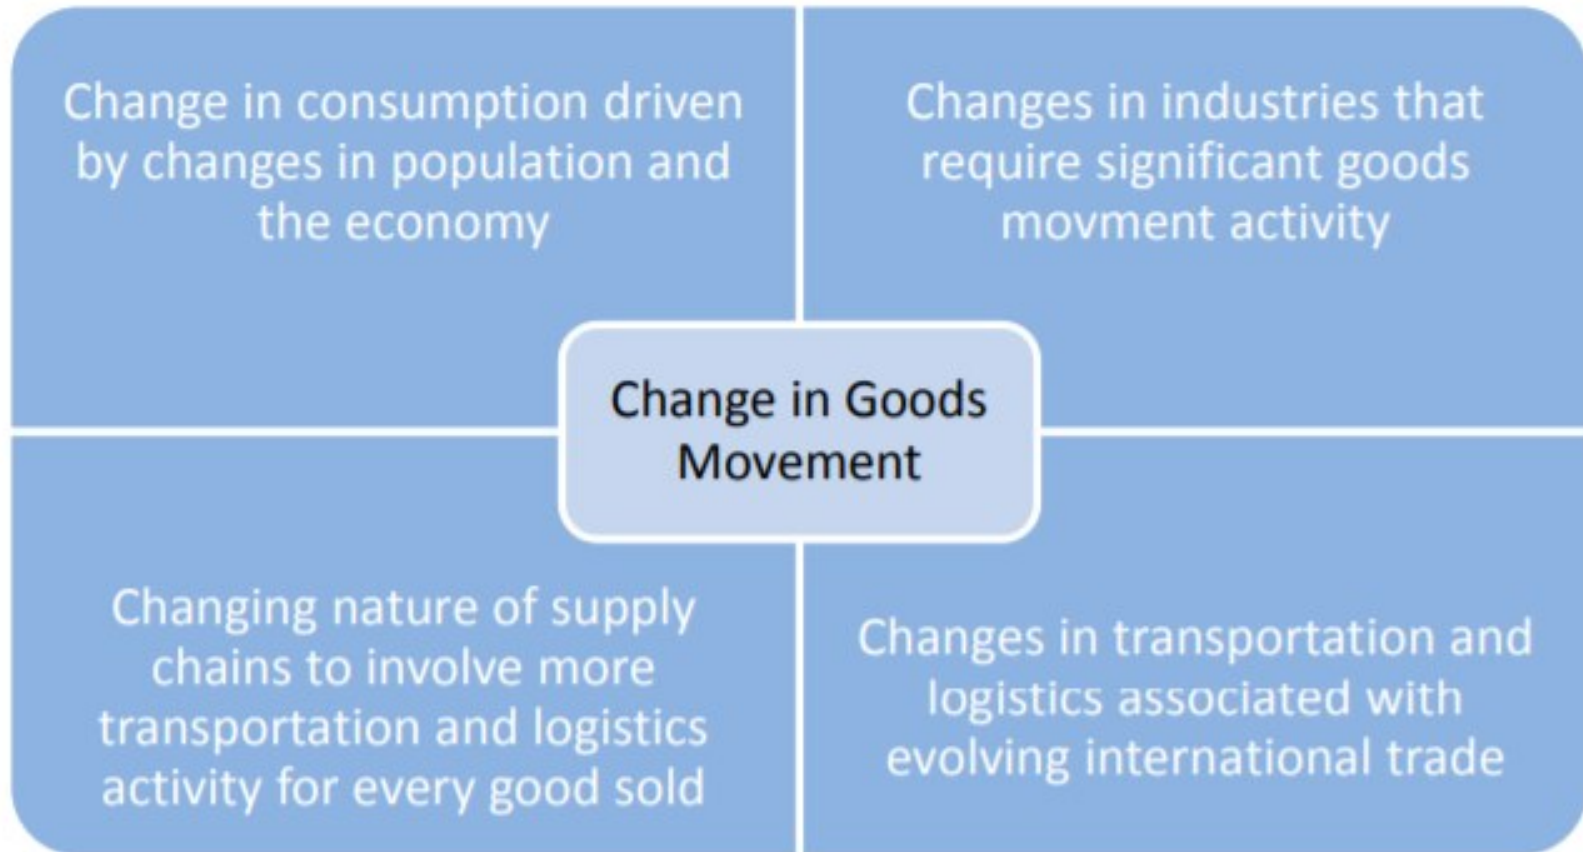 Change in consumption driven
by changes in population and
the economy
Changes in industries that
require significant goods
movment activity
Change in Goods
Movement
Changing nature of supply
chains to involve more
transportation and logistics
activity for every good sold
Changes in transportation and
logistics associated with
evolving international trade